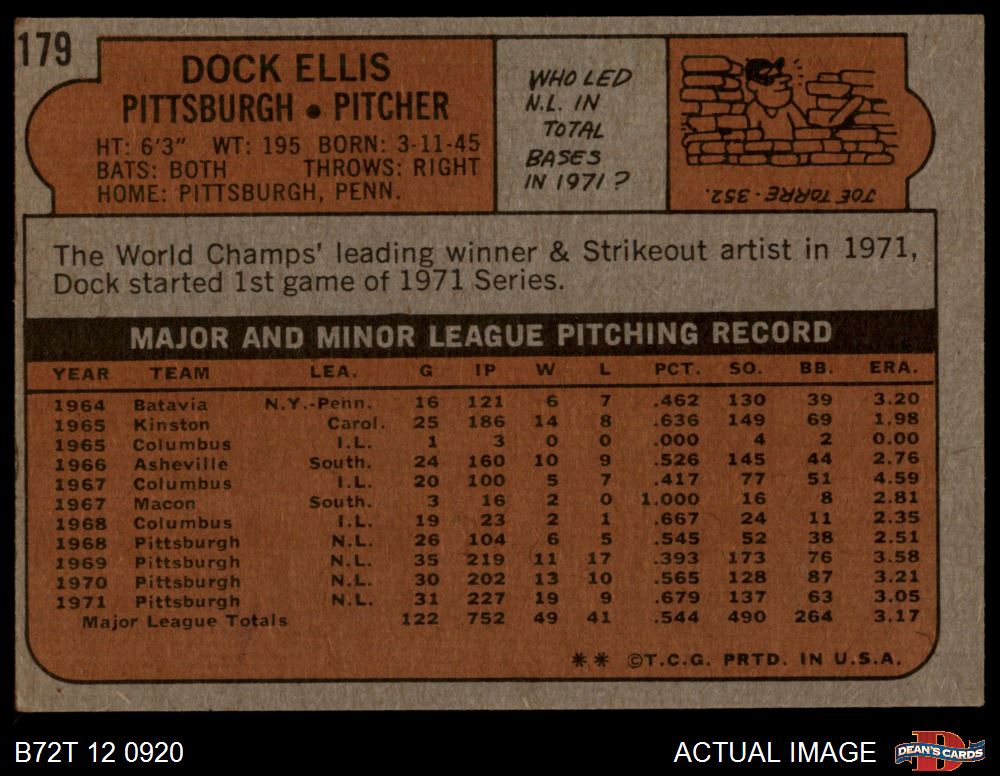 179
DOCK ELLIS
PITTSBURGH • PITCHER
HT: 6'3" WT: 195 BORN: 3-11-45
BATS: BOTH THROWS: RIGHT
HOME: PITTSBURGH, PENN.
WHO LED
N.L. IN
TOTAL
BASES
IN 1971?
JOE TORRE - 352.
The World Champs' leading winner & Strikeout artist in 1971,
Dock started 1st game of 1971 Series.
MAJOR AND MINOR LEAGUE PITCHING RECORD
YEAR TEAM LEA. G IP W L PCT. SO. BB. ERA.
1964 Batavia N.Y.-Penn. 16 121 6 7 .462 130 39 3.20
1965 Kinston Carol. 25 186 14 8 .636 149 69 1.98
1965 Columbus I.L. 1 3 0 0 .000 4 2 0.00
1966 Asheville South. 24 160 10 9 .526 145 44 2.76
1967 Columbus I.L. 20 100 5 7 .417 77 51 4.59
1967 Macon South. 3 16 2 0 1.000 16 8 2.81
1968 Columbus I.L. 19 23 2 1 .667 24 11 2.35
1968 Pittsburgh N.L. 26 104 6 5 .545 52 38 2.51
1969 Pittsburgh N.L. 35 219 11 17 .393 173 76 3.58
1970 Pittsburgh N.L. 30 202 13 10 .565 128 87 3.21
1971 Pittsburgh N.L. 31 227 19 9 .679 137 63 3.05
Major League Totals 122 752 49 41 .544 490 264 3.17
** ©T.C.G. PRTD. IN U.S.A.
B72T 12 0920
ACTUAL IMAGE
DEAN'S CARDS